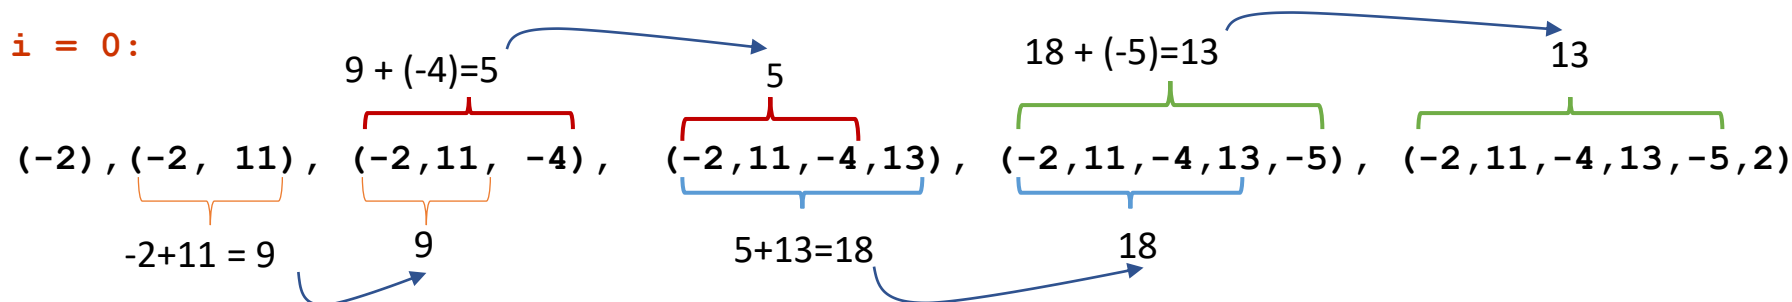 i = 0:
9 + (-4)=5
5
18 + (-5)=13
13
(-2),(-2, 11), (-2,11, -4), (-2,11,-4,13), (-2,11,-4,13,-5), (-2,11,-4,13,-5,2)
-2+11 = 9
9
5+13=18
18